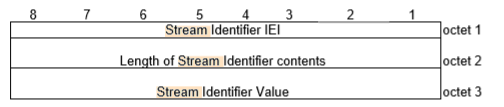 8 7 6 5 4 3 2 1
Stream Identifier IEI octet 1
Length of Stream Identifier contents octet 2
Stream Identifier Value octet 3